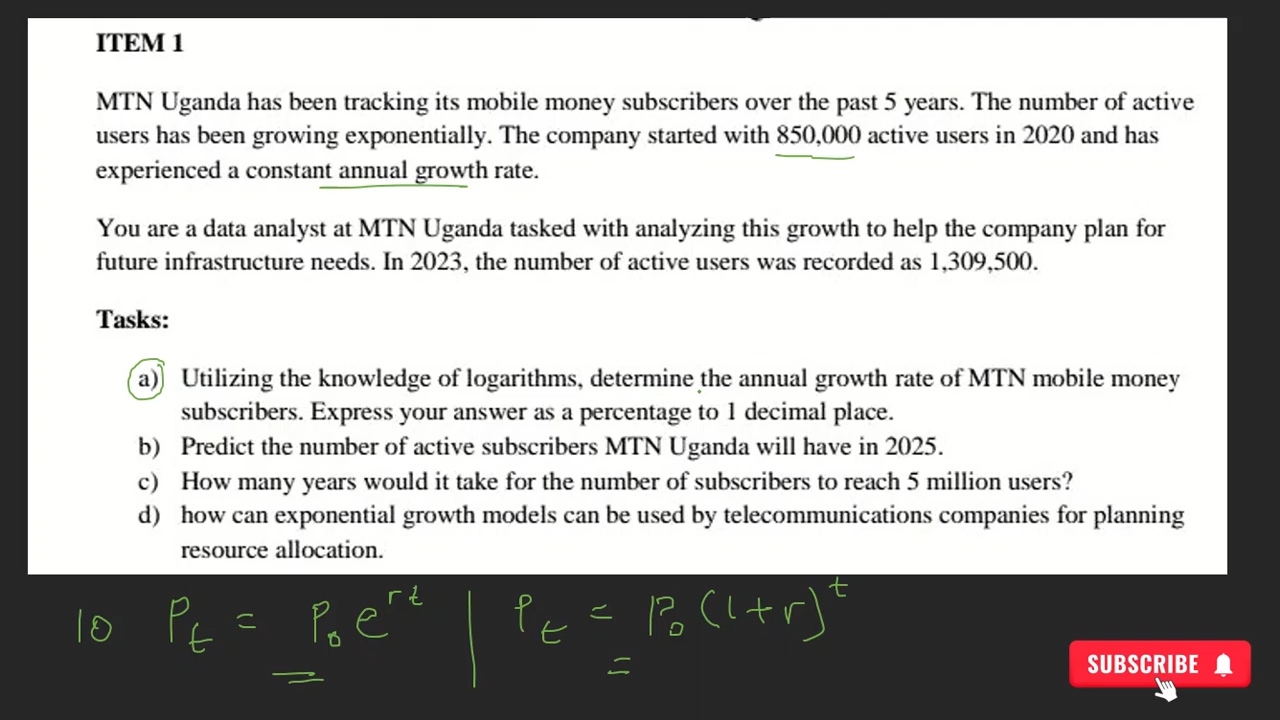 ITEM 1
MTN Uganda has been tracking its mobile money subscribers over the past 5 years. The number of active
users has been growing exponentially. The company started with 850,000 active users in 2020 and has
experienced a constant annual growth rate.
You are a data analyst at MTN Uganda tasked with analyzing this growth to help the company plan for
future infrastructure needs. In 2023, the number of active users was recorded as 1,309,500.
Tasks:
a) Utilizing the knowledge of logarithms, determine the annual growth rate of MTN mobile money
subscribers. Express your answer as a percentage to 1 decimal place.
b) Predict the number of active subscribers MTN Uganda will have in 2025.
c) How many years would it take for the number of subscribers to reach 5 million users?
d) how can exponential growth models can be used by telecommunications companies for planning
resource allocation.
10 P_t = P_0 e^{rt} | P_t = P_0 (1+r)^t
=
SUBSCRIBE